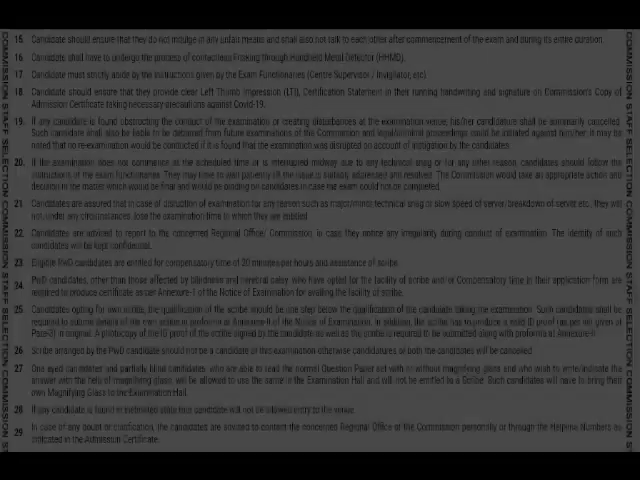 15 Candidate should ensure that they do not indulge in any unfair means and shall also not talk to each other after commencement of the exam and during its entire duration.
16 Candidate shall have to undergo the process of contactless Frisking through Handheld Metal Detector (HHMD).
17 Candidate must strictly abide by the instructions given by the Exam Functionaries (Centre Supervisor / Invigilator, etc)
18 Candidate should ensure that they provide clear Left Thumb Impression (LTI), Certification Statement in their running handwriting and signature on Commission's Copy of
Admission Certificate taking necessary precautions against Covid-19.
19 If any candidate is found obstructing the conduct of the examination or creating disturbances at the examination venue, his/her candidature shall be summarily cancelled.
Such candidate shall also be liable to be debarred from future examinations of the Commission and legal/criminal proceedings could be initiated against him/her. It may be
noted that no re-examination would be conducted if it is found that the examination was disrupted on account of instigation by the candidates.
20 If the examination does not commence at the scheduled time or is interrupted midway due to any technical snag or for any other reason, candidates should follow the
instructions of the exam functionaries. They may have to wait patiently till the issue is suitably addressed and resolved. The Commission would take an appropriate action and
decision in the matter which would be final and would be binding on candidates in case the exam could not be completed.
21 Candidates are assured that in case of disruption of examination for any reason such as major/minor technical snag or slow speed of server/breakdown of server etc., they will
not, under any circumstances, lose the examination time to which they are entitled.
22 Candidates are advised to report to the concerned Regional Office/ Commission, in case they notice any irregularity during conduct of examination. The identity of such
candidates will be kept confidential.
23 Eligible PwD candidates are entitled for compensatory time of 20 minutes per hours and assistance of scribe.
24 PwD candidates, other than those affected by blindness and cerebral palsy, who have opted for the facility of scribe and/or Compensatory time in their application form are
required to produce certificate as per Annexure-I of the Notice of Examination for availing the facility of scribe.
25 Candidates opting for own scribe, the qualification of the scribe should be one step below the qualification of the candidate taking the examination. Such candidates shall be
required to submit details of the own scribe in proforma at Annexure-II of the Notice of Examination. In addition, the scribe has to produce a valid ID proof (as per list given at
Para-3) in original. A photocopy of the ID proof of the scribe signed by the candidate as well as the scribe is required to be submitted along with proforma at Annexure-II
26 Scribe arranged by the PwD candidate should not be a candidate in this examination otherwise candidatures of both the candidates will be cancelled
27 One eyed candidates and partially blind candidates, who are able to read the normal Question Paper set with or without magnifying glass and who wish to write/indicate the
answer with the help of magnifying glass, will be allowed to use the same in the Examination Hall and will not be entitled to a Scribe. Such candidates will have to bring their
own Magnifying Glass to the Examination Hall.
28 If any candidate is found in inebriated state, such candidate will not be allowed entry to the venue
29 In case of any doubt or clarification, the candidates are advised to contact the concerned Regional Office of the Commission personally or through the Helpline Numbers as
indicated in the Admission Certificate.
COMMISSION STAFF SELECTION COMMISSION STAFF SELECTION COMMISSION ST